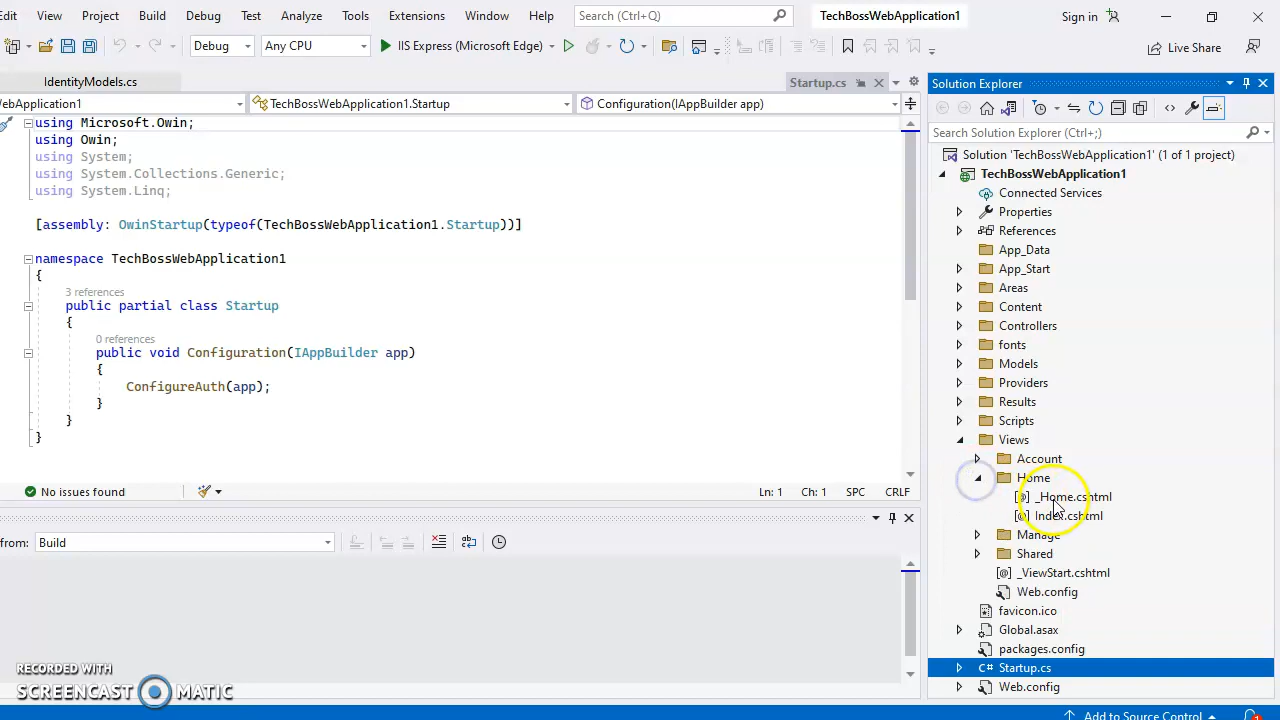 Edit View Project Build Debug Test Analyze Tools Extensions Window Help Search (Ctrl+Q) TechBossWebApplication1 Sign in
Debug Any CPU IIS Express (Microsoft Edge) Live Share
IdentityModels.cs Startup.cs
WebApplication1 TechBossWebApplication1.Startup Configuration(IAppBuilder app)
using Microsoft.Owin;
using Owin;
using System;
using System.Collections.Generic;
using System.Linq;
[assembly: OwinStartup(typeof(TechBossWebApplication1.Startup))]
namespace TechBossWebApplication1
{
3 references
public partial class Startup
{
0 references
public void Configuration(IAppBuilder app)
{
ConfigureAuth(app);
}
}
}
No issues found Ln: 1 Ch: 1 SPC CRLF
from: Build
RECORDED WITH
SCREENCAST MATIC
Solution Explorer
Search Solution Explorer (Ctrl+;)
Solution 'TechBossWebApplication1' (1 of 1 project)
TechBossWebApplication1
Connected Services
Properties
References
App_Data
App_Start
Areas
Content
Controllers
fonts
Models
Providers
Results
Scripts
Views
Account
Home
_Home.cshtml
Index.cshtml
Manage
Shared
_ViewStart.cshtml
Web.config
favicon.ico
Global.asax
packages.config
C# Startup.cs
Web.config
Add to Source Control